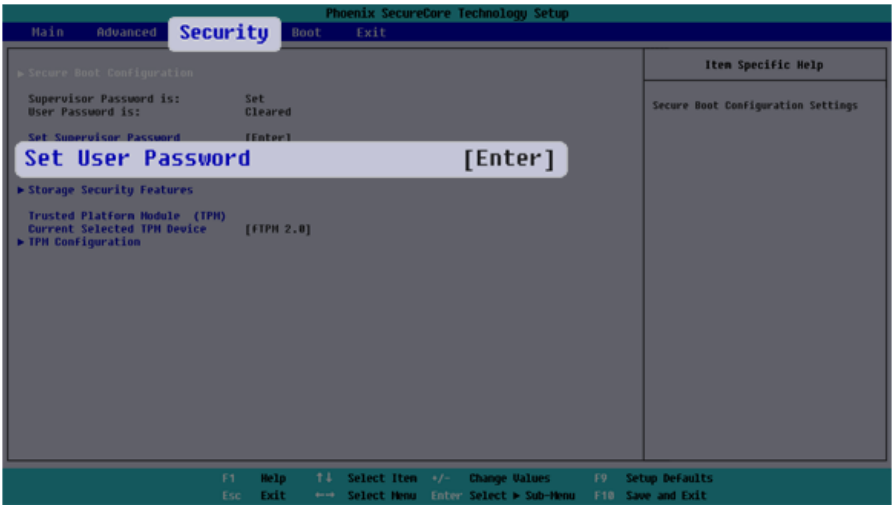 Phoenix SecureCore Technology Setup
Main Advanced Security Boot Exit
Item Specific Help
▶ Secure Boot Configuration
Secure Boot Configuration Settings
Supervisor Password is: Set
User Password is: Cleared
Set Supervisor Password [Enter]
Set User Password [Enter]
▶ Storage Security Features
Trusted Platform Module (TPM)
Current Selected TPM Device [fTPM 2.0]
▶ TPM Configuration
F1 Help ↑↓ Select Item +/- Change Values F9 Setup Defaults
Esc Exit ←→ Select Menu Enter Select ▶ Sub-Menu F10 Save and Exit